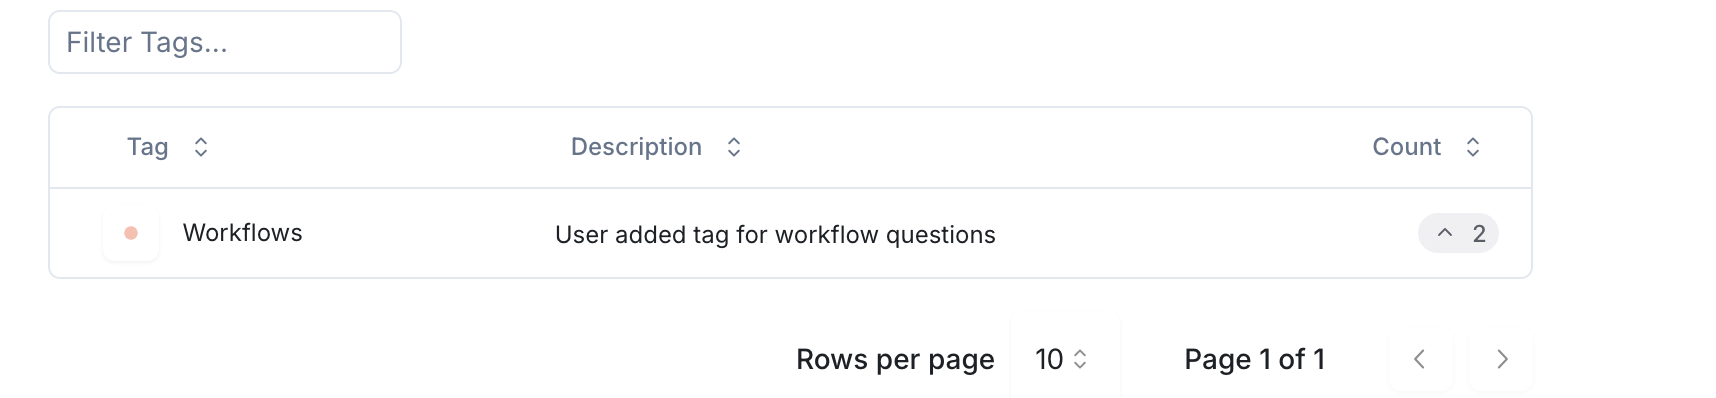 Filter Tags...
Tag Description Count
Workflows User added tag for workflow questions 2
Rows per page 10 Page 1 of 1